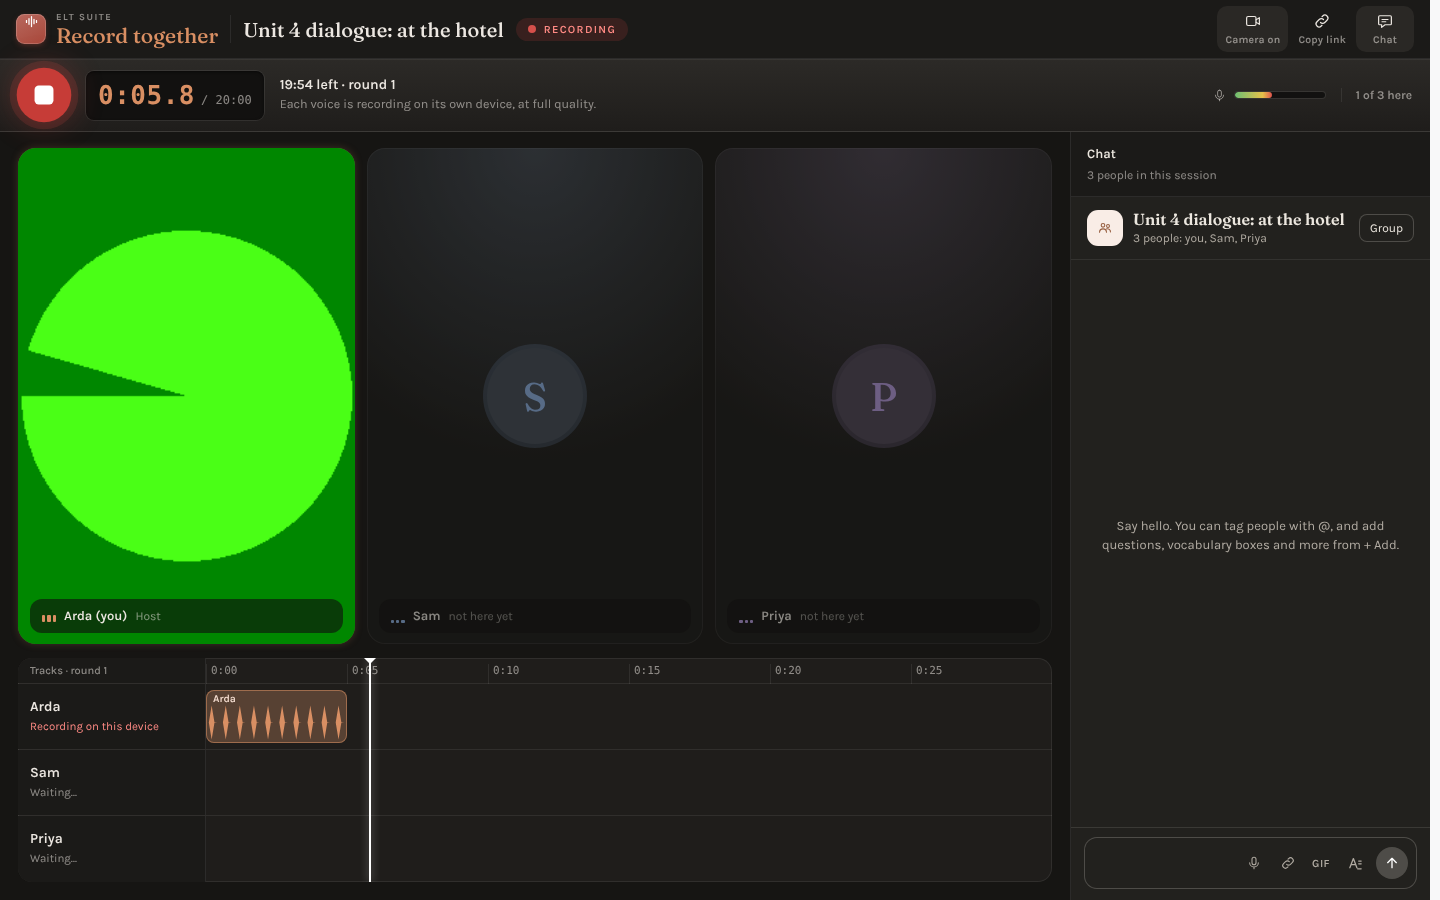 ELT SUITE
Record together
Unit 4 dialogue: at the hotel
RECORDING
Camera on
Copy link
Chat
0:05.8 / 20:00
19:54 left · round 1
Each voice is recording on its own device, at full quality.
1 of 3 here
S
P
Arda (you) Host
Sam not here yet
Priya not here yet
Tracks · round 1
0:00 0:05 0:10 0:15 0:20 0:25
Arda
Recording on this device
Arda
Sam
Waiting...
Priya
Waiting...
Chat
3 people in this session
Unit 4 dialogue: at the hotel
3 people: you, Sam, Priya
Group
Say hello. You can tag people with @, and add
questions, vocabulary boxes and more from + Add.
GIF